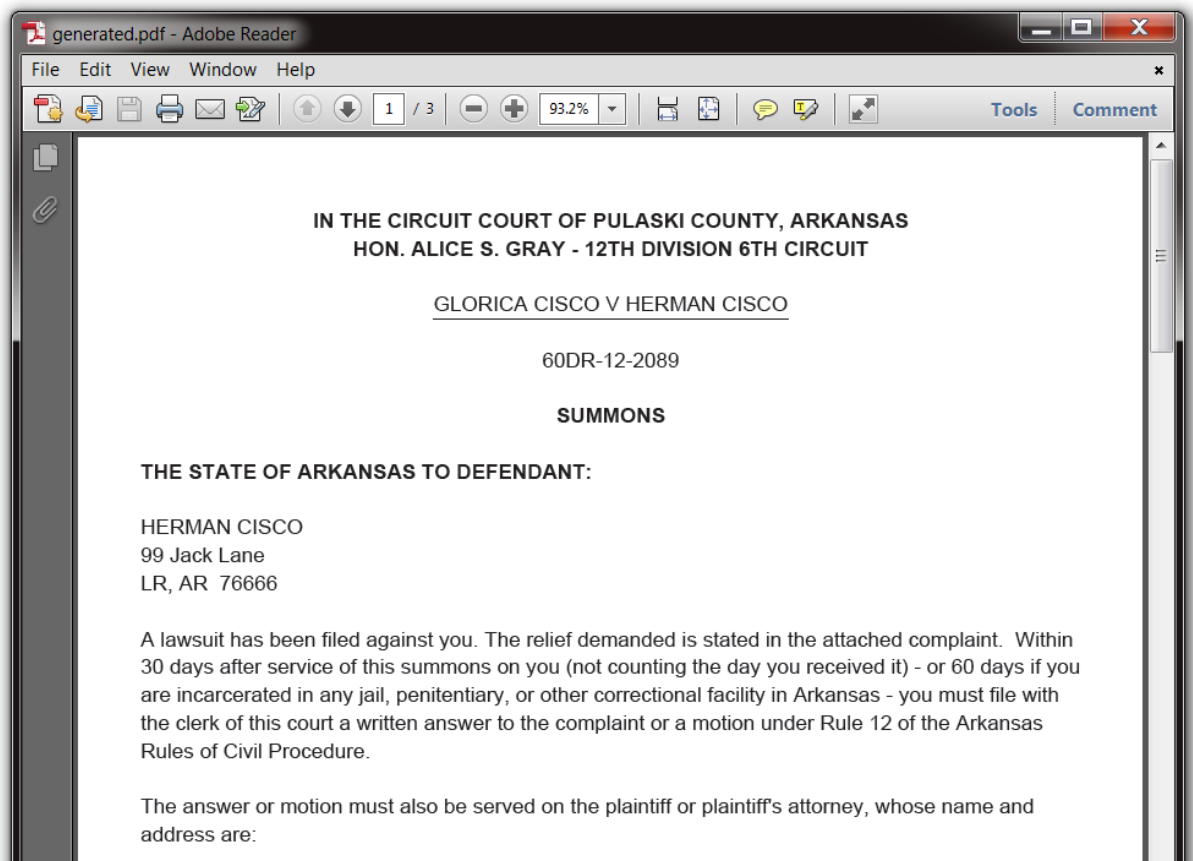 generated.pdf - Adobe Reader
File Edit View Window Help
1 / 3 93.2% Tools Comment
IN THE CIRCUIT COURT OF PULASKI COUNTY, ARKANSAS
HON. ALICE S. GRAY - 12TH DIVISION 6TH CIRCUIT
GLORICA CISCO V HERMAN CISCO
60DR-12-2089
SUMMONS
THE STATE OF ARKANSAS TO DEFENDANT:
HERMAN CISCO
99 Jack Lane
LR, AR  76666
A lawsuit has been filed against you. The relief demanded is stated in the attached complaint.  Within
30 days after service of this summons on you (not counting the day you received it) - or 60 days if you
are incarcerated in any jail, penitentiary, or other correctional facility in Arkansas - you must file with
the clerk of this court a written answer to the complaint or a motion under Rule 12 of the Arkansas
Rules of Civil Procedure.
The answer or motion must also be served on the plaintiff or plaintiff's attorney, whose name and
address are: